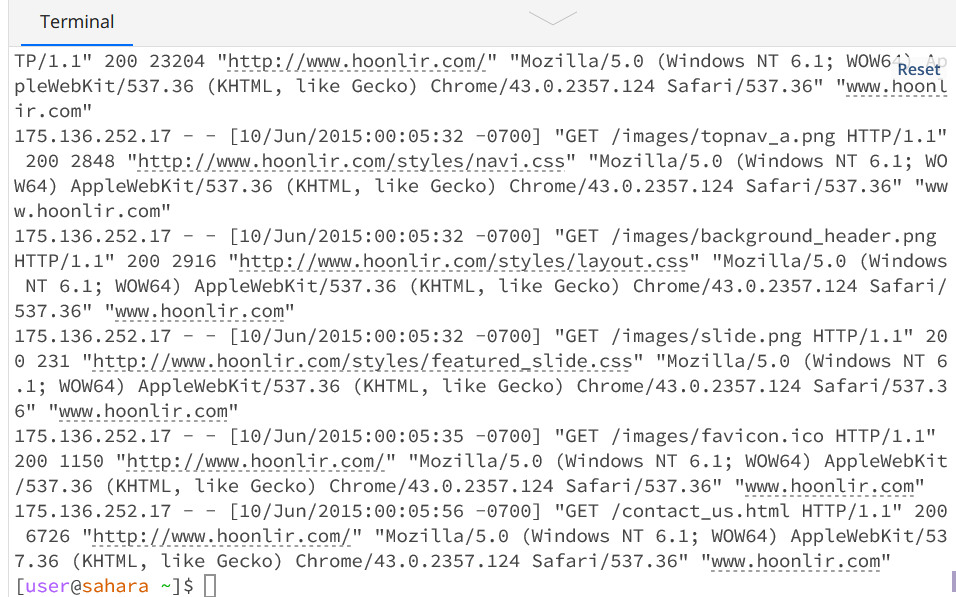 Terminal
TP/1.1" 200 23204 "http://www.hoonlir.com/" "Mozilla/5.0 (Windows NT 6.1; WOW64) Ap
Reset
pleWebKit/537.36 (KHTML, like Gecko) Chrome/43.0.2357.124 Safari/537.36" "www.hoonl
ir.com"
175.136.252.17 - - [10/Jun/2015:00:05:32 -0700] "GET /images/topnav_a.png HTTP/1.1"
200 2848 "http://www.hoonlir.com/styles/navi.css" "Mozilla/5.0 (Windows NT 6.1; WO
W64) AppleWebKit/537.36 (KHTML, like Gecko) Chrome/43.0.2357.124 Safari/537.36" "ww
w.hoonlir.com"
175.136.252.17 - - [10/Jun/2015:00:05:32 -0700] "GET /images/background_header.png
HTTP/1.1" 200 2916 "http://www.hoonlir.com/styles/layout.css" "Mozilla/5.0 (Windows
NT 6.1; WOW64) AppleWebKit/537.36 (KHTML, like Gecko) Chrome/43.0.2357.124 Safari/
537.36" "www.hoonlir.com"
175.136.252.17 - - [10/Jun/2015:00:05:32 -0700] "GET /images/slide.png HTTP/1.1" 20
0 231 "http://www.hoonlir.com/styles/featured_slide.css" "Mozilla/5.0 (Windows NT 6
.1; WOW64) AppleWebKit/537.36 (KHTML, like Gecko) Chrome/43.0.2357.124 Safari/537.3
6" "www.hoonlir.com"
175.136.252.17 - - [10/Jun/2015:00:05:35 -0700] "GET /images/favicon.ico HTTP/1.1"
200 1150 "http://www.hoonlir.com/" "Mozilla/5.0 (Windows NT 6.1; WOW64) AppleWebKit
/537.36 (KHTML, like Gecko) Chrome/43.0.2357.124 Safari/537.36" "www.hoonlir.com"
175.136.252.17 - - [10/Jun/2015:00:05:56 -0700] "GET /contact_us.html HTTP/1.1" 200
6726 "http://www.hoonlir.com/" "Mozilla/5.0 (Windows NT 6.1; WOW64) AppleWebKit/53
7.36 (KHTML, like Gecko) Chrome/43.0.2357.124 Safari/537.36" "www.hoonlir.com"
[user@sahara ~]$